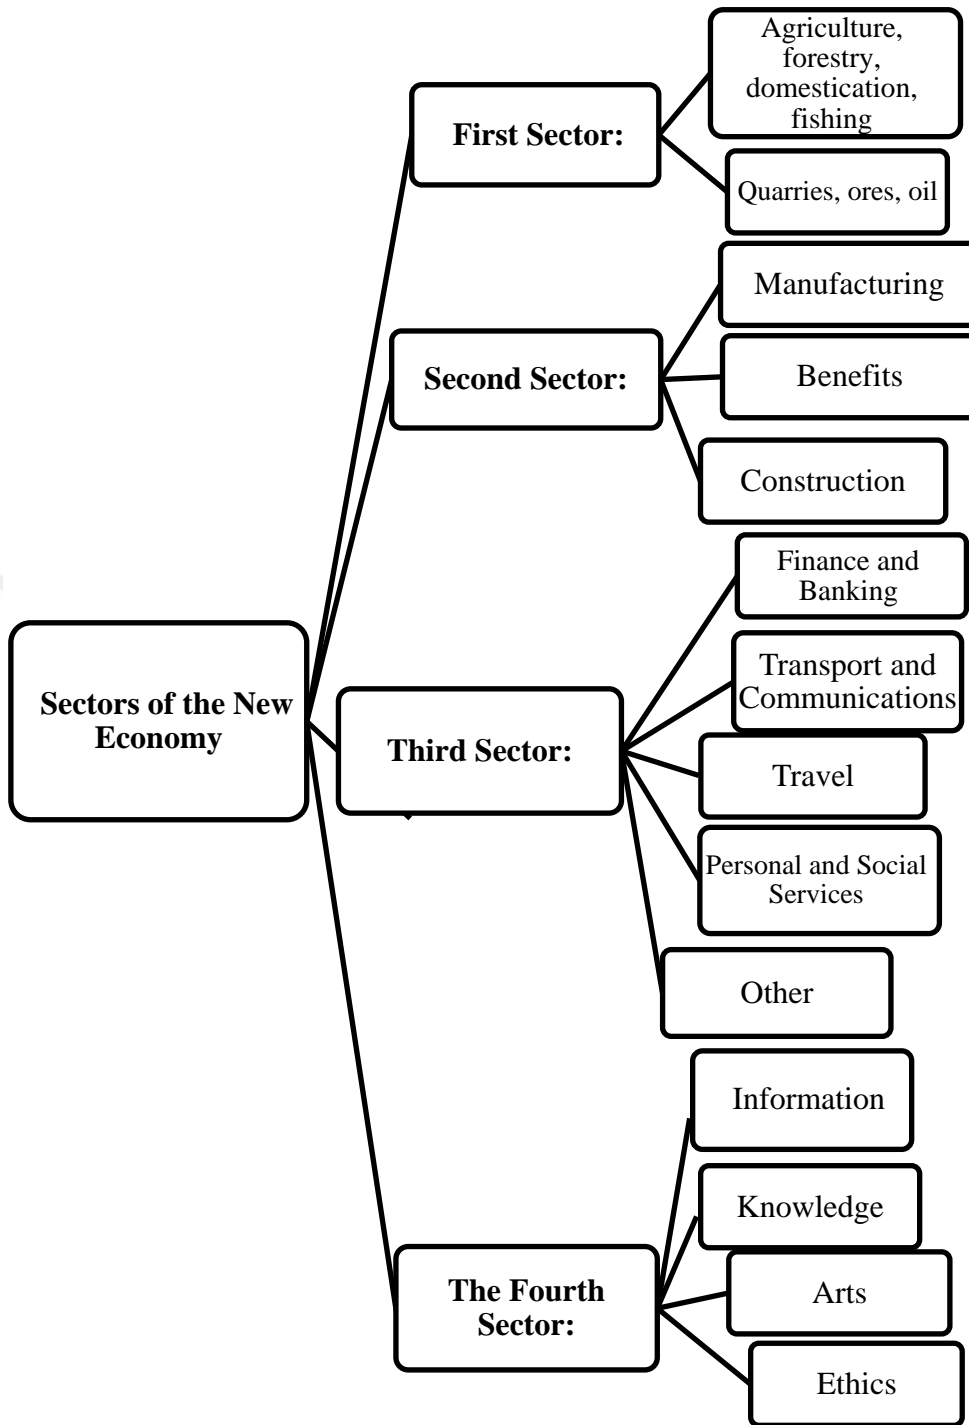 Sectors of the New
Economy
First Sector:
Agriculture,
forestry,
domestication,
fishing
Quarries, ores, oil
Second Sector:
Manufacturing
Benefits
Construction
Third Sector:
Finance and
Banking
Transport and
Communications
Travel
Personal and Social
Services
Other
The Fourth
Sector:
Information
Knowledge
Arts
Ethics